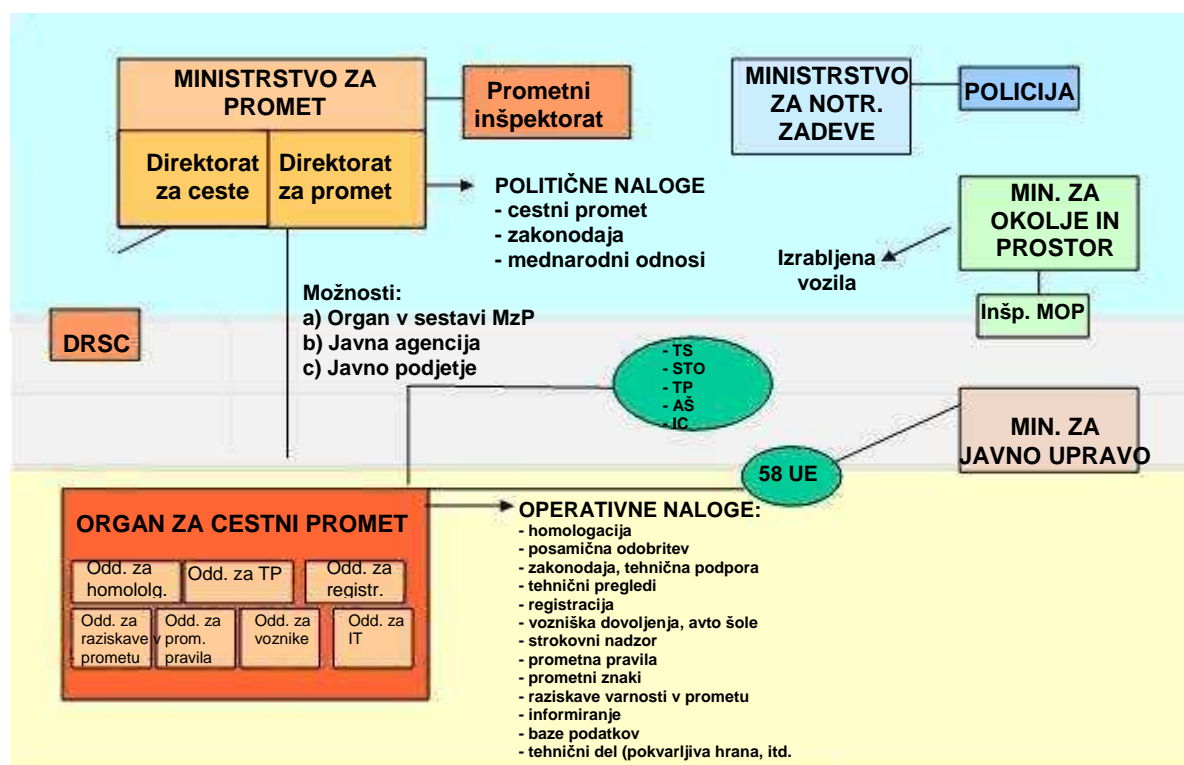 MINISTRSTVO ZA
PROMET
Prometni
inšpektorat
MINISTRSTVO
ZA NOTR.
ZADEVE
POLICIJA
Direktorat
za ceste
Direktorat
za promet
POLITIČNE NALOGE
- cestni promet
- zakonodaja
- mednarodni odnosi
MIN. ZA
OKOLJE IN
PROSTOR
Izrabljena
vozila
Inšp. MOP
Možnosti:
a) Organ v sestavi MzP
b) Javna agencija
c) Javno podjetje
DRSC
- TS
- STO
- TP
- AŠ
- IC
MIN. ZA
JAVNO UPRAVO
58 UE
ORGAN ZA CESTNI PROMET
Odd. za
homololg.
Odd. za TP
Odd. za
registr.
Odd. za
raziskave v
prometu
Odd. za
prom.
pravila
Odd. za
voznike
Odd. za
IT
OPERATIVNE NALOGE:
- homologacija
- posamična odobritev
- zakonodaja, tehnična podpora
- tehnični pregledi
- registracija
- vozniška dovoljenja, avto šole
- strokovni nadzor
- prometna pravila
- prometni znaki
- raziskave varnosti v prometu
- informiranje
- baze podatkov
- tehnični del (pokvarljiva hrana, itd.